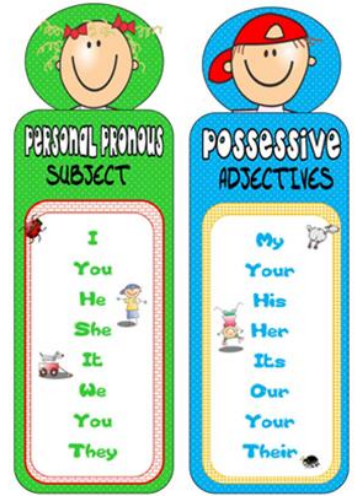 PERSONAL PRONOUS
SUBJECT
I
You
He
She
It
We
You
They
POSSESSIVE
ADJECTIVES
My
Your
His
Her
Its
Our
Your
Their